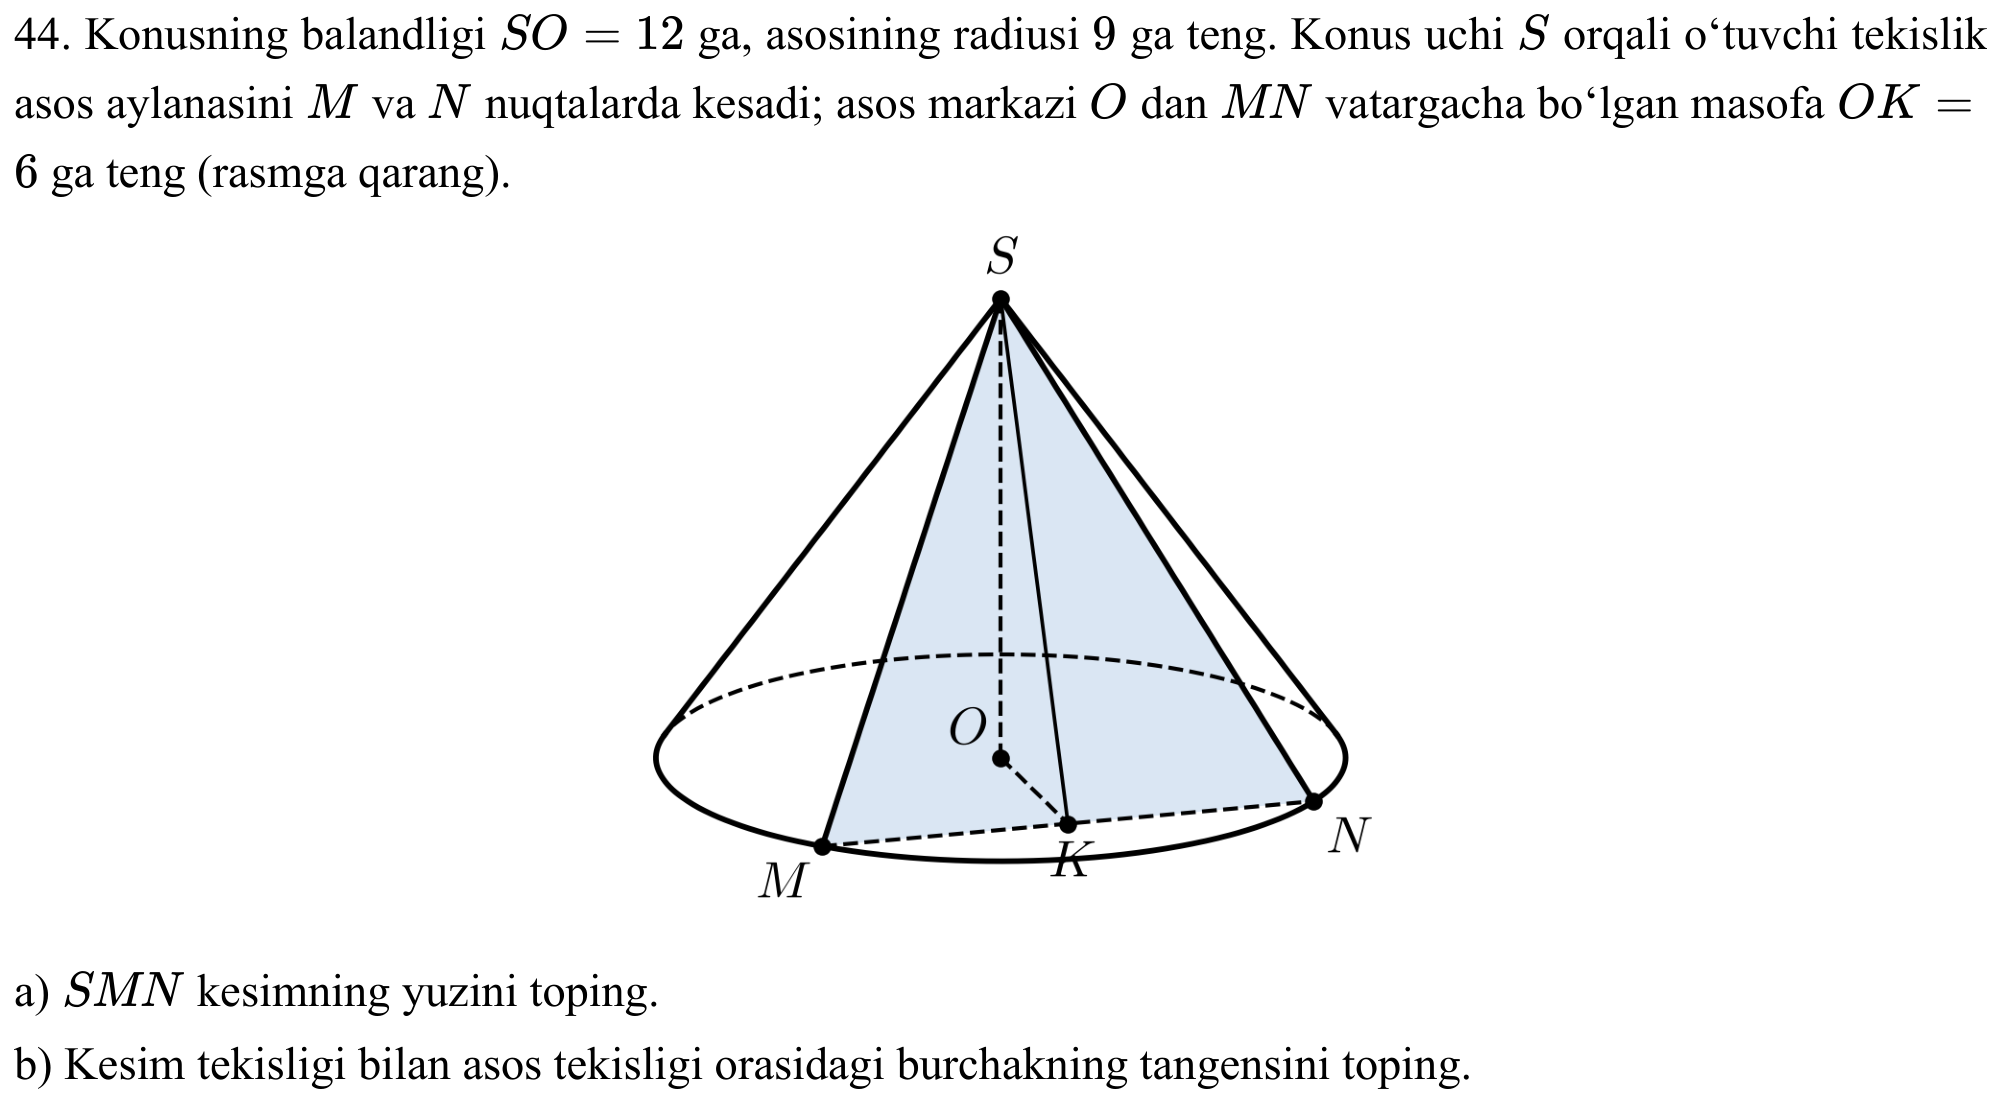 44. Konusning balandligi SO = 12 ga, asosining radiusi 9 ga teng. Konus uchi S orqali o‘tuvchi tekislik
asos aylanasini M va N nuqtalarda kesadi; asos markazi O dan MN vatargacha bo‘lgan masofa OK =
6 ga teng (rasmga qarang).
S
O
N
K
M
a) SMN kesimning yuzini toping.
b) Kesim tekisligi bilan asos tekisligi orasidagi burchakning tangensini toping.